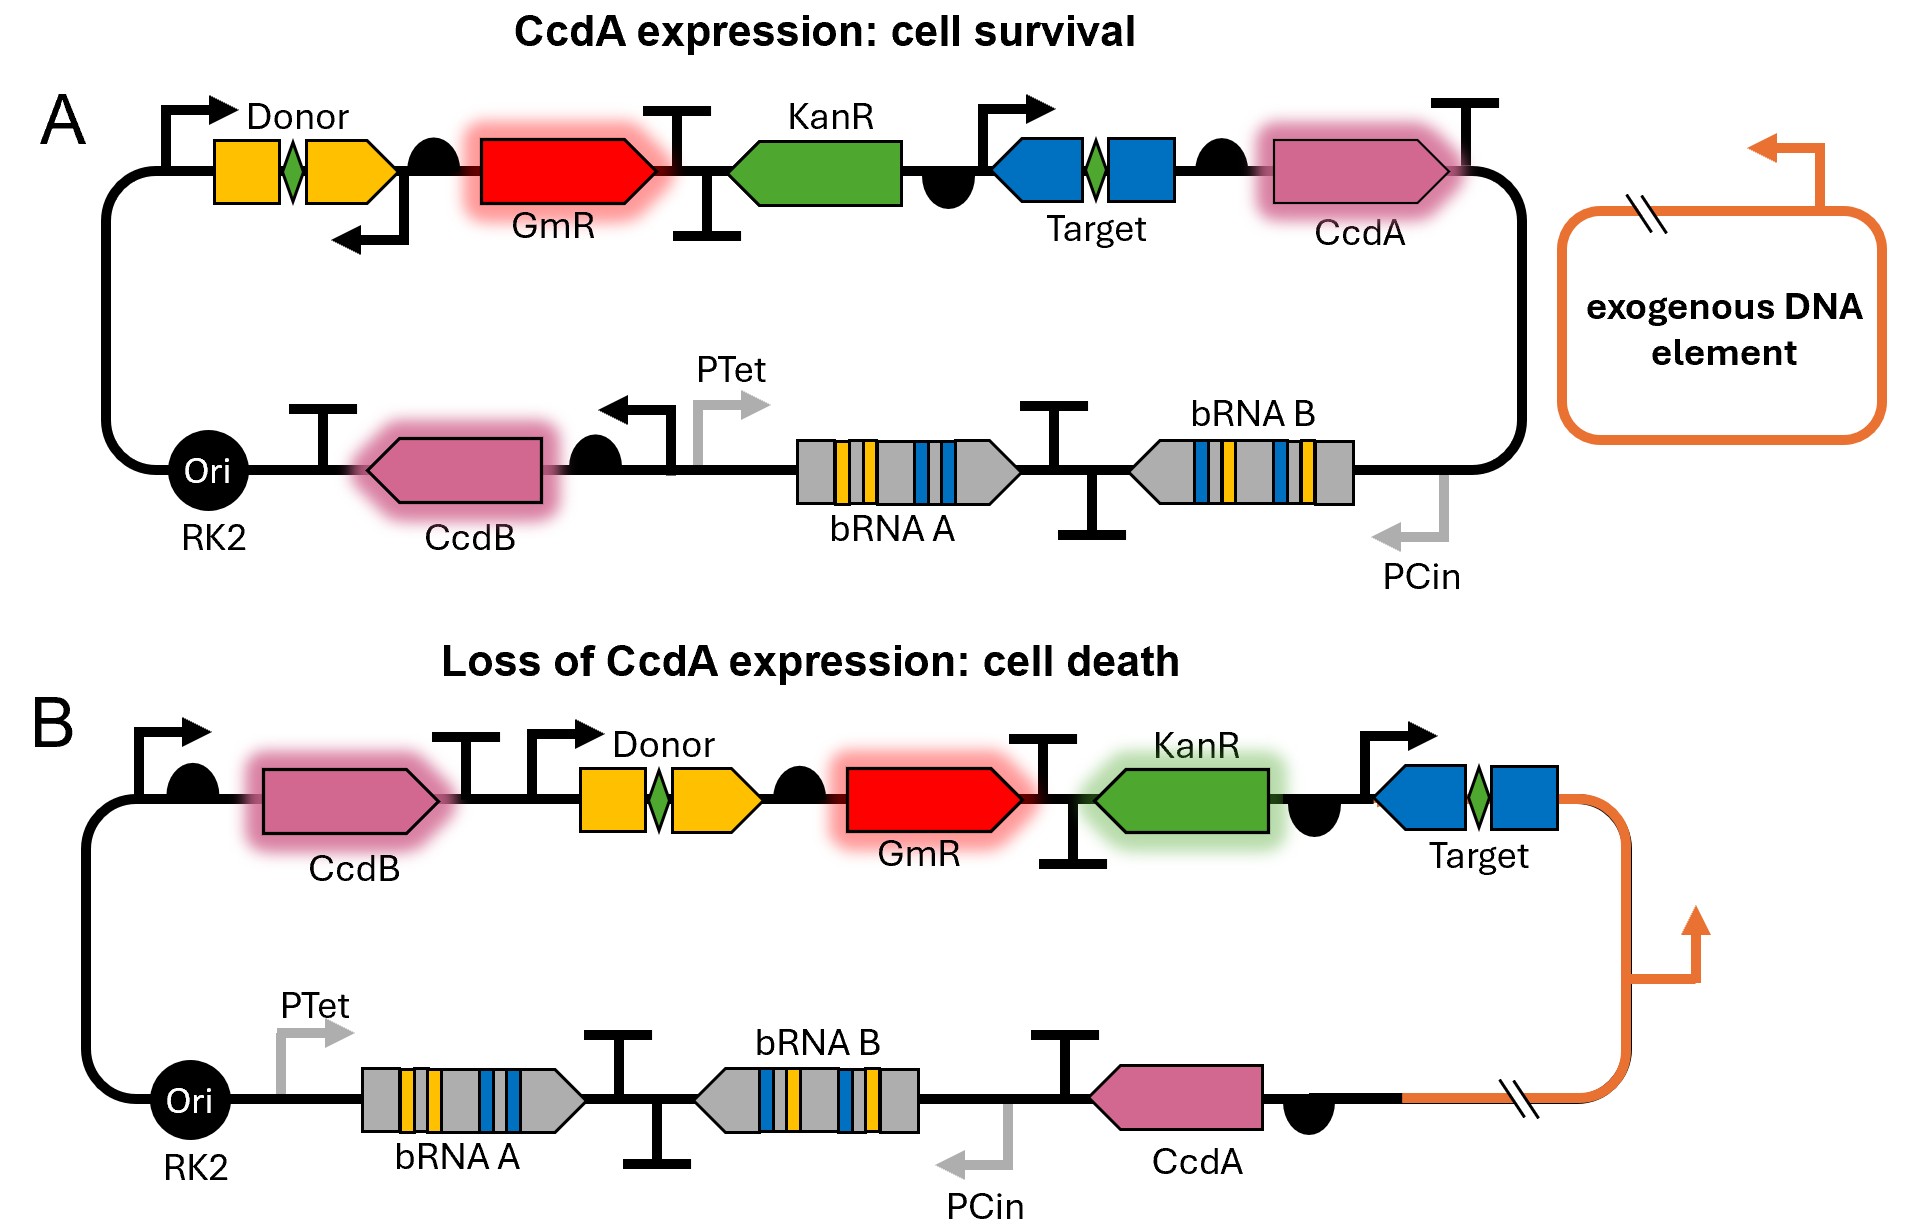 CcdA expression: cell survival
A
Donor
GmR
KanR
Target
CcdA
exogenous DNA
element
Ori
RK2
CcdB
PTet
bRNA A
bRNA B
PCin
Loss of CcdA expression: cell death
B
CcdB
Donor
GmR
KanR
Target
Ori
RK2
PTet
bRNA A
bRNA B
PCin
CcdA